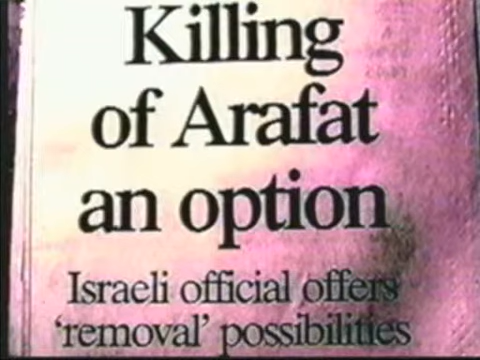 Killing
of Arafat
an option
Israeli official offers
‘removal’ possibilities